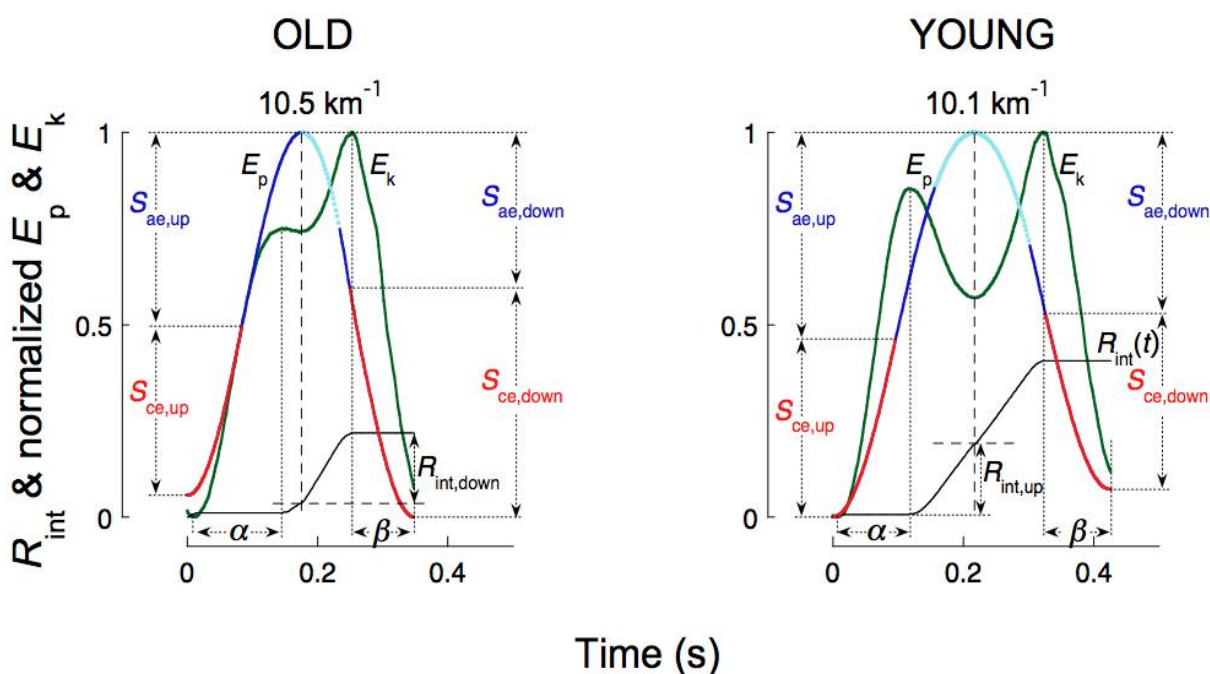 OLD
YOUNG
10.5 km⁻¹
10.1 km⁻¹
R_int & normalized E_p & E_k
1
0.5
0
S_ae,up
S_ce,up
E_p
E_k
S_ae,down
S_ce,down
R_int,down
α
β
0
0.2
0.4
1
0.5
0
S_ae,up
S_ce,up
E_p
E_k
S_ae,down
R_int(t)
S_ce,down
R_int,up
α
β
0
0.2
0.4
Time (s)